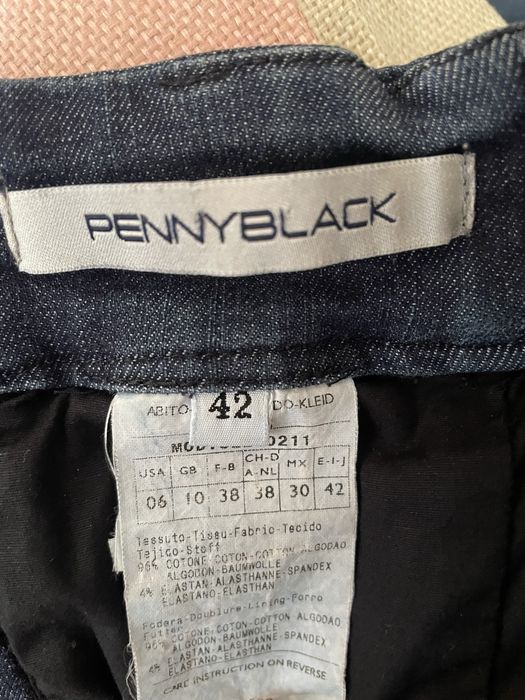 PENNYBLACK
ABITO- 42 DO-KLEID
0211
USA GB F-B CH-D A-NL MX E-I-J
06 10 38 38 30 42
Tessuto-Tissu-Fabric-Tecido
Tejido-Stoff
96% COTONE COTON-COTTON ALGODAO
ALGODON-BAUMWOLLE
4% ELASTAN-ALASTHANNE-SPANDEX
ELASTANO-ELASTHAN
Fodera-Doublure-Lining-Forro
Futter
96% COTONE COTON-COTTON ALGODAO
ALGODON-BAUMWOLLE
4% ELASTAN-ALASTHANNE-SPANDEX
ELASTANO-ELASTHAN
CARE INSTRUCTION ON REVERSE